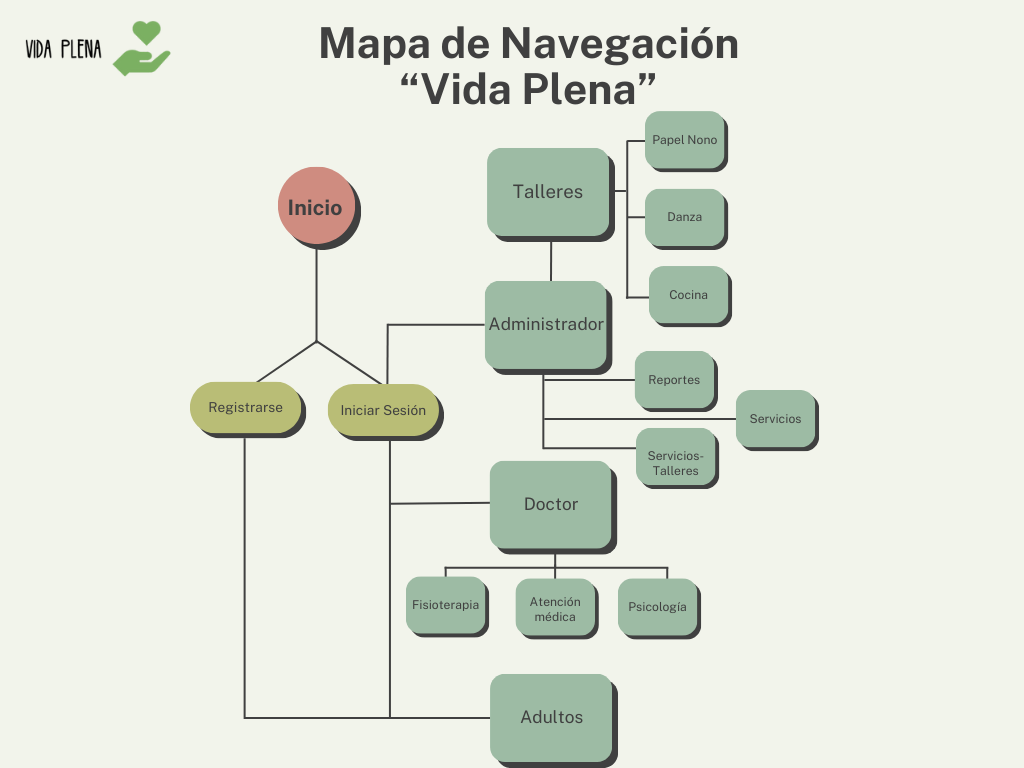 VIDA PLENA
Mapa de Navegación
“Vida Plena”
Papel Nono
Talleres
Inicio
Danza
Cocina
Administrador
Reportes
Registrarse
Iniciar Sesión
Servicios
Servicios-
Talleres
Doctor
Fisioterapia
Atención
médica
Psicología
Adultos